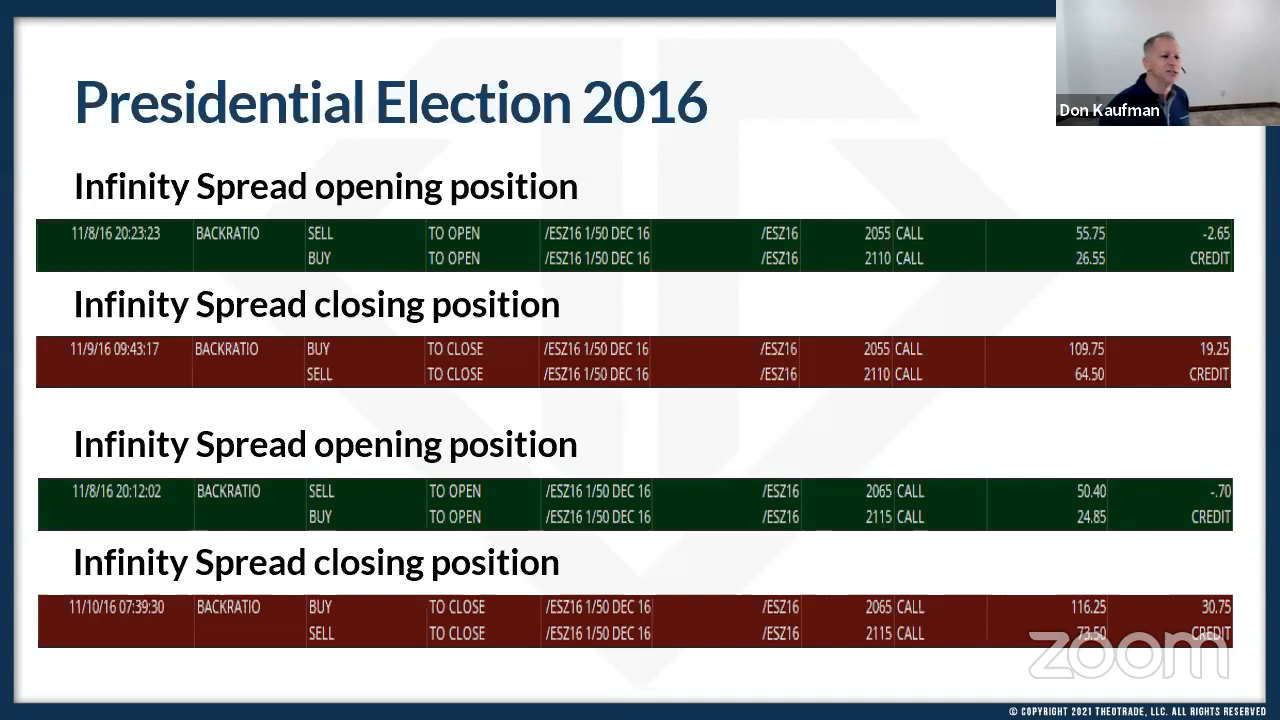 Don Kaufman
Presidential Election 2016
Infinity Spread opening position
11/8/16 20:23:23 BACKRATIO SELL TO OPEN /ESZ16 1/50 DEC 16 /ESZ16 2055 CALL 55.75 -2.65
BUY TO OPEN /ESZ16 1/50 DEC 16 /ESZ16 2110 CALL 26.55 CREDIT
Infinity Spread closing position
11/9/16 09:43:17 BACKRATIO BUY TO CLOSE /ESZ16 1/50 DEC 16 /ESZ16 2055 CALL 109.75 19.25
SELL TO CLOSE /ESZ16 1/50 DEC 16 /ESZ16 2110 CALL 64.50 CREDIT
Infinity Spread opening position
11/8/16 20:12:02 BACKRATIO SELL TO OPEN /ESZ16 1/50 DEC 16 /ESZ16 2065 CALL 50.40 -.70
BUY TO OPEN /ESZ16 1/50 DEC 16 /ESZ16 2115 CALL 24.85 CREDIT
Infinity Spread closing position
11/10/16 07:39:30 BACKRATIO BUY TO CLOSE /ESZ16 1/50 DEC 16 /ESZ16 2065 CALL 116.25 30.75
SELL TO CLOSE /ESZ16 1/50 DEC 16 /ESZ16 2115 CALL 73.50 CREDIT
zoom
© COPYRIGHT 2021 THEOTRADE, LLC. ALL RIGHTS RESERVED